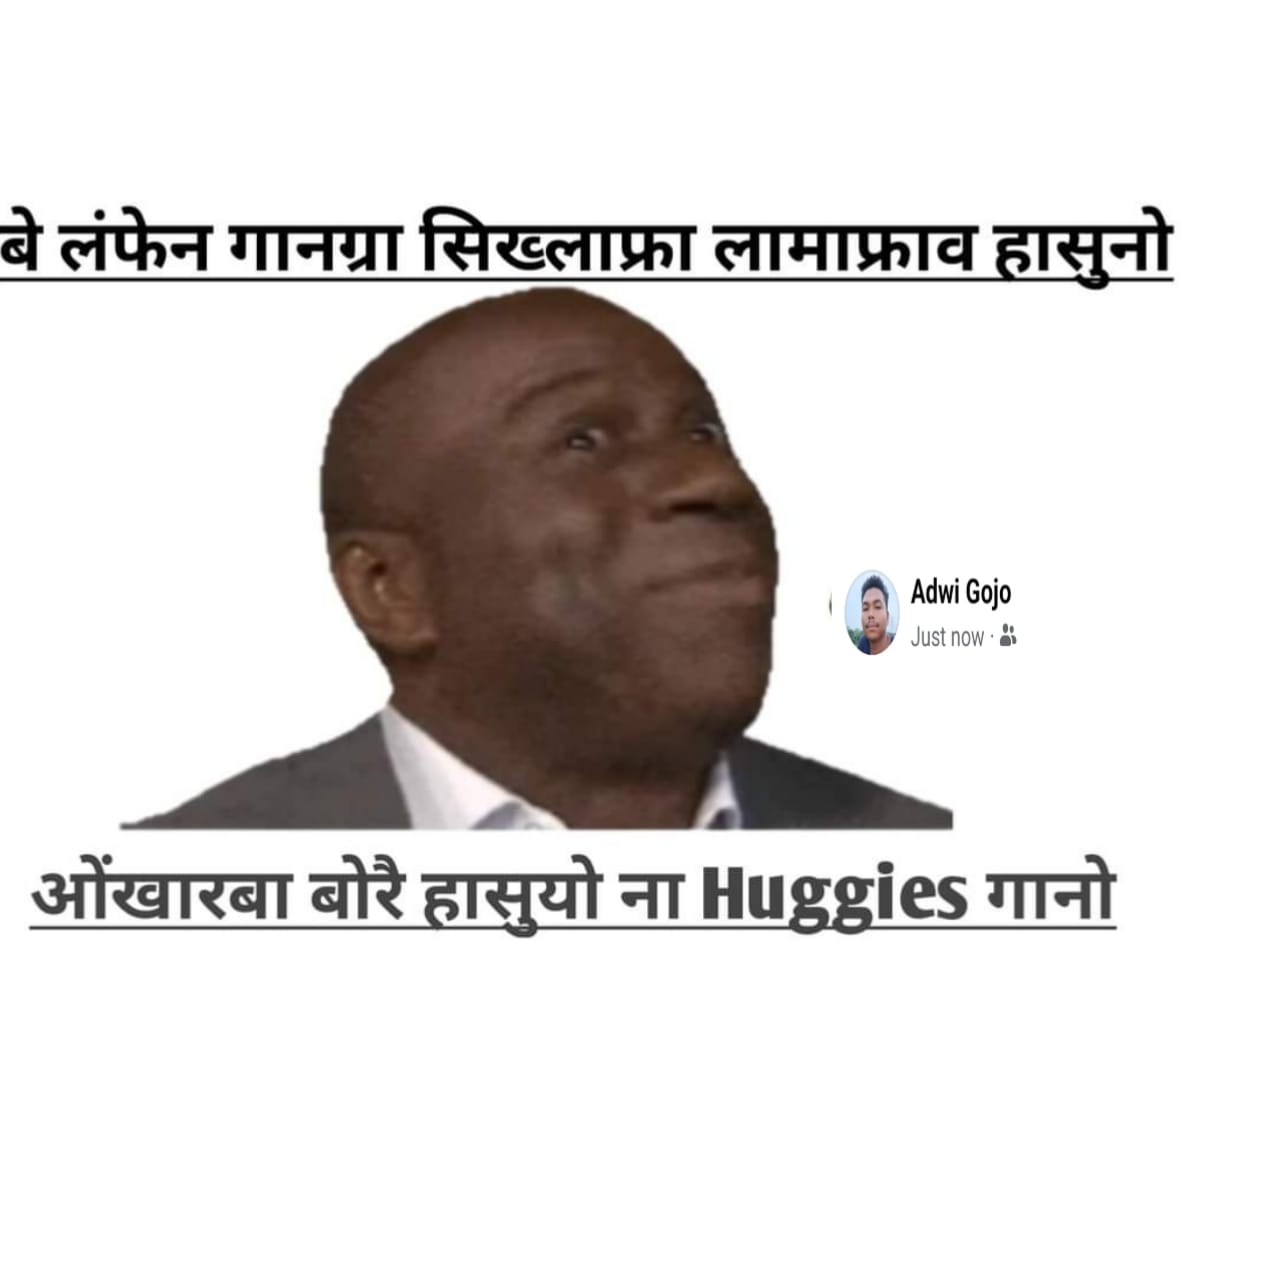 बे लंफेन गानग्रा सिख्लाफ्रा लामाफ्राव हासुनो
Adwi Gojo
Just now ·
ओंखारबा बोरै हासुयो ना Huggies गानो